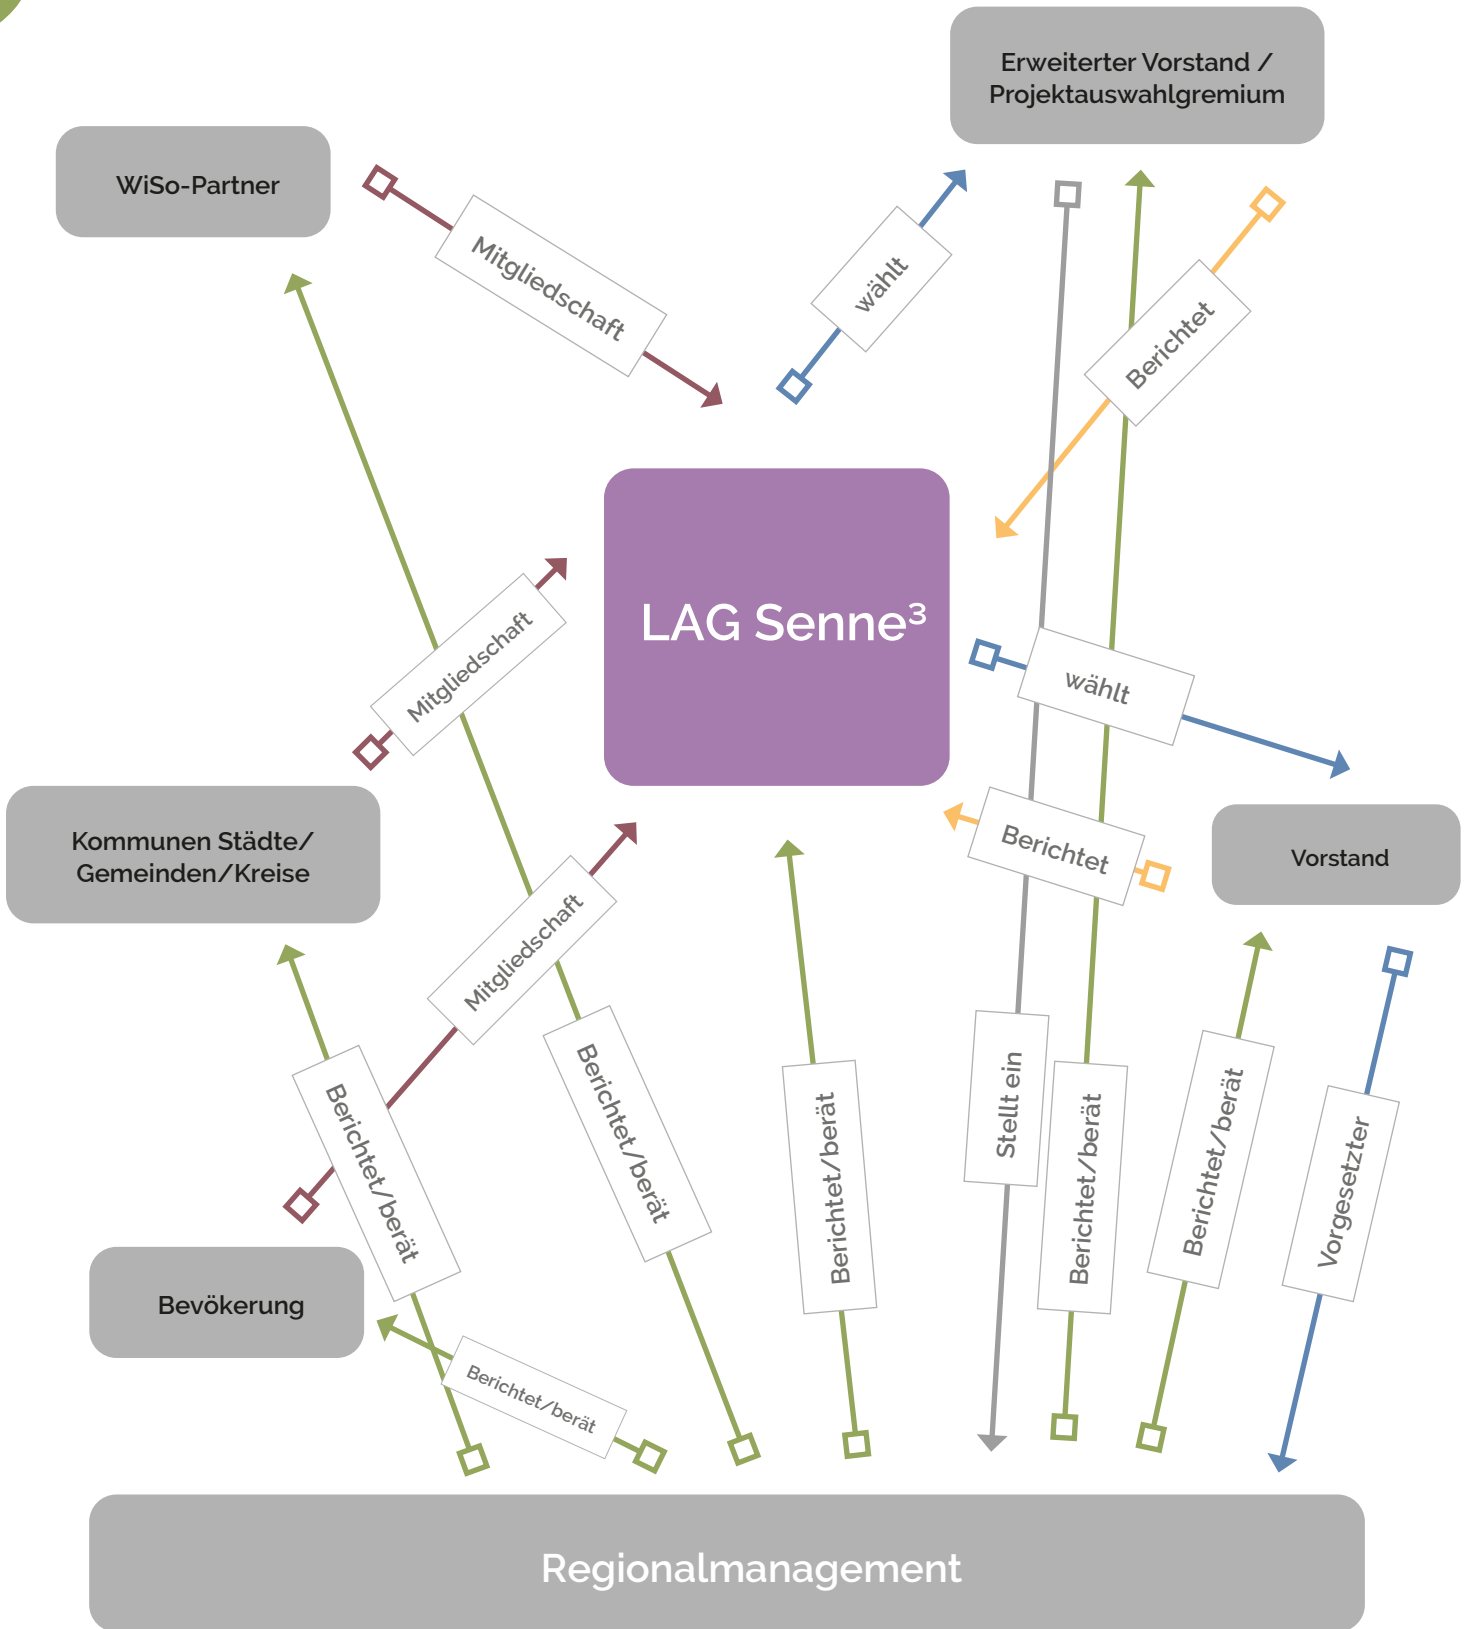 Erweiterter Vorstand /
Projektauswahlgremium
WiSo-Partner
Mitgliedschaft
wählt
Berichtet
LAG Senne³
Mitgliedschaft
wählt
Berichtet
Kommunen Städte/
Gemeinden/Kreise
Vorstand
Mitgliedschaft
Berichtet/berät
Berichtet/berät
Berichtet/berät
Stellt ein
Berichtet/berät
Berichtet/berät
Vorgesetzter
Bevökerung
Berichtet/berät
Regionalmanagement